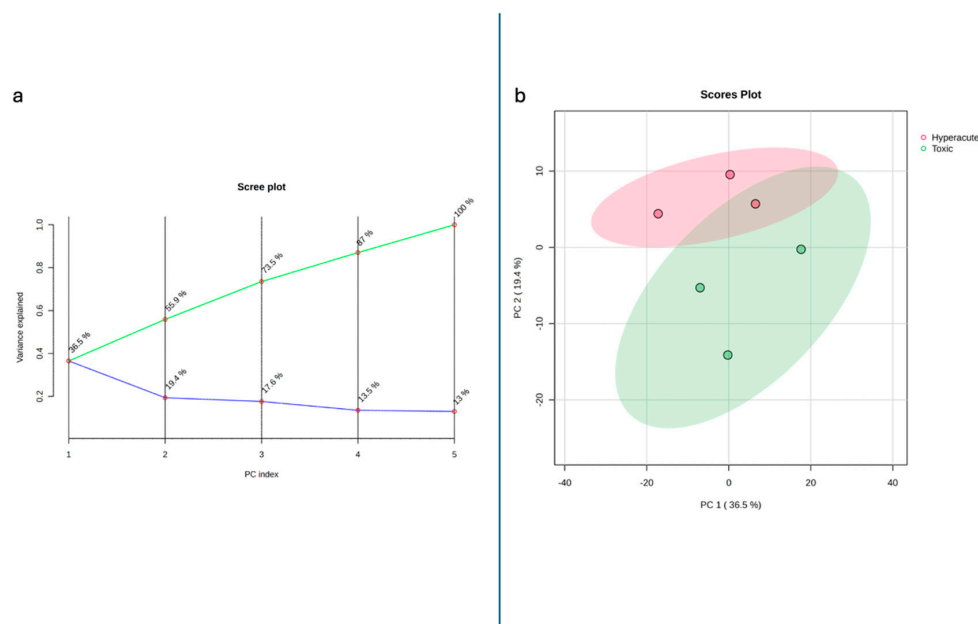 a
Scree plot
Variance explained
1.0
0.8
0.6
0.4
0.2
36.5 %
55.9 %
73.5 %
87 %
100 %
19.4 %
17.6 %
13.5 %
13 %
1 2 3 4 5
PC index
b
Scores Plot
Hyperacute
Toxic
PC 2 ( 19.4 %)
10
0
-10
-20
-40 -20 0 20 40
PC 1 ( 36.5 %)